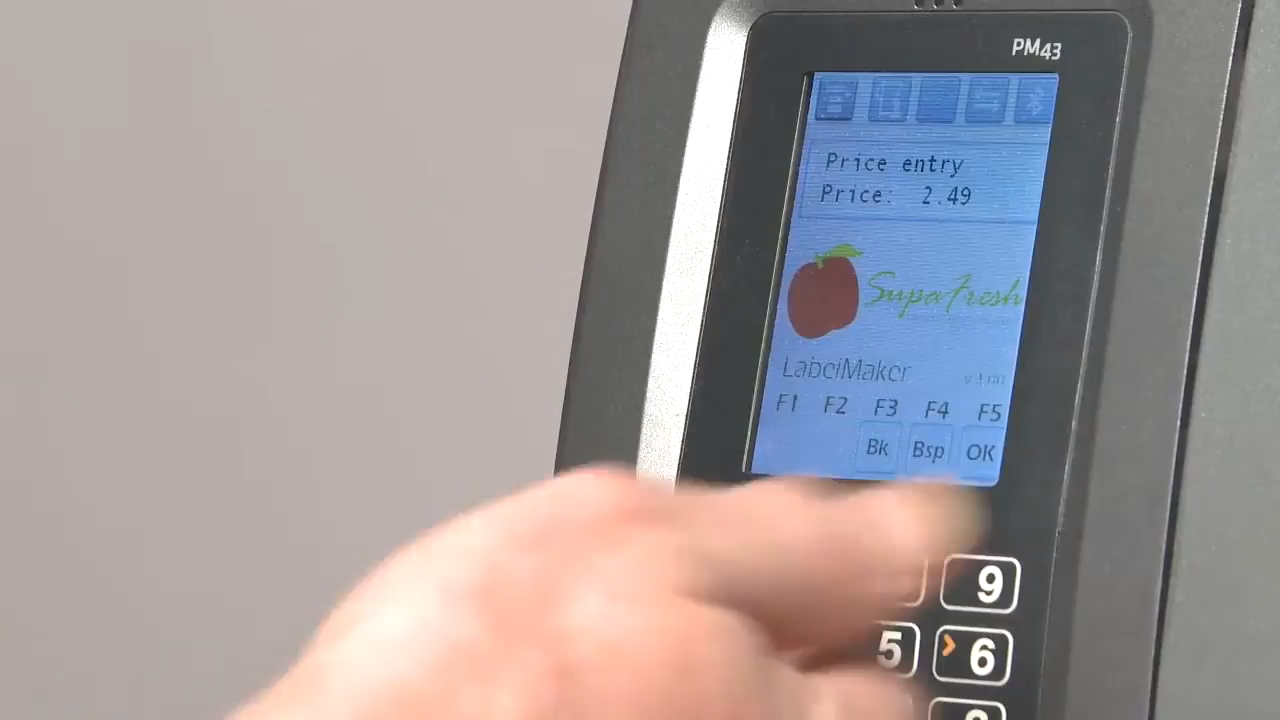 PM43
Price entry
Price: 2.49
SupaFresh
LabelMaker
F1 F2 F3 F4 F5
Bk Bsp OK
9
5 6